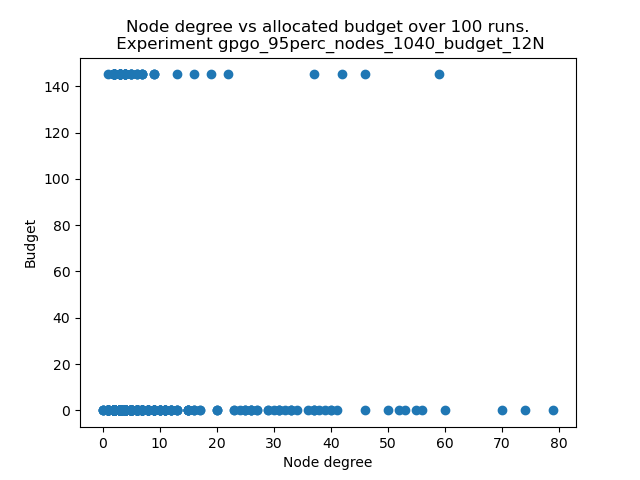 Node degree vs allocated budget over 100 runs.
Experiment gpgo_95perc_nodes_1040_budget_12N
140
120
100
80
60
40
20
0
Budget
0 10 20 30 40 50 60 70 80
Node degree